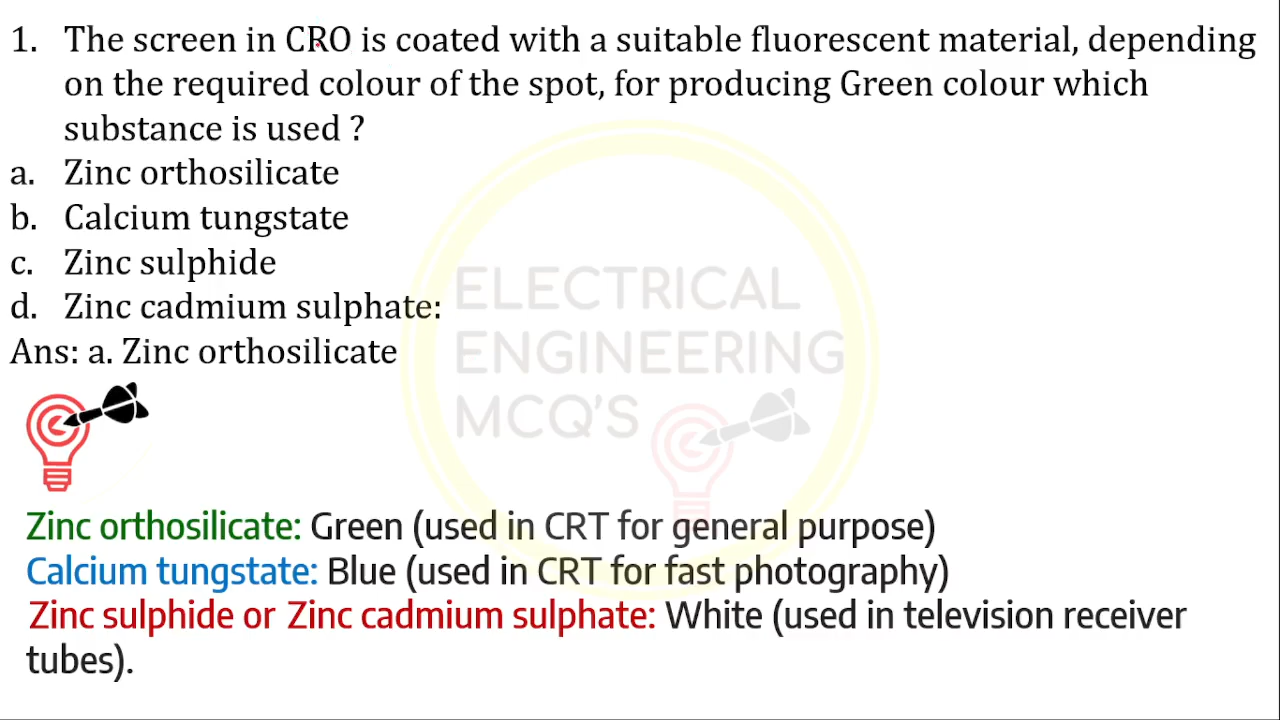 1. The screen in CRO is coated with a suitable fluorescent material, depending
on the required colour of the spot, for producing Green colour which
substance is used ?
a. Zinc orthosilicate
b. Calcium tungstate
c. Zinc sulphide
d. Zinc cadmium sulphate:
Ans: a. Zinc orthosilicate
ELECTRICAL
ENGINEERING
MCQ'S
Zinc orthosilicate: Green (used in CRT for general purpose)
Calcium tungstate: Blue (used in CRT for fast photography)
Zinc sulphide or Zinc cadmium sulphate: White (used in television receiver
tubes).